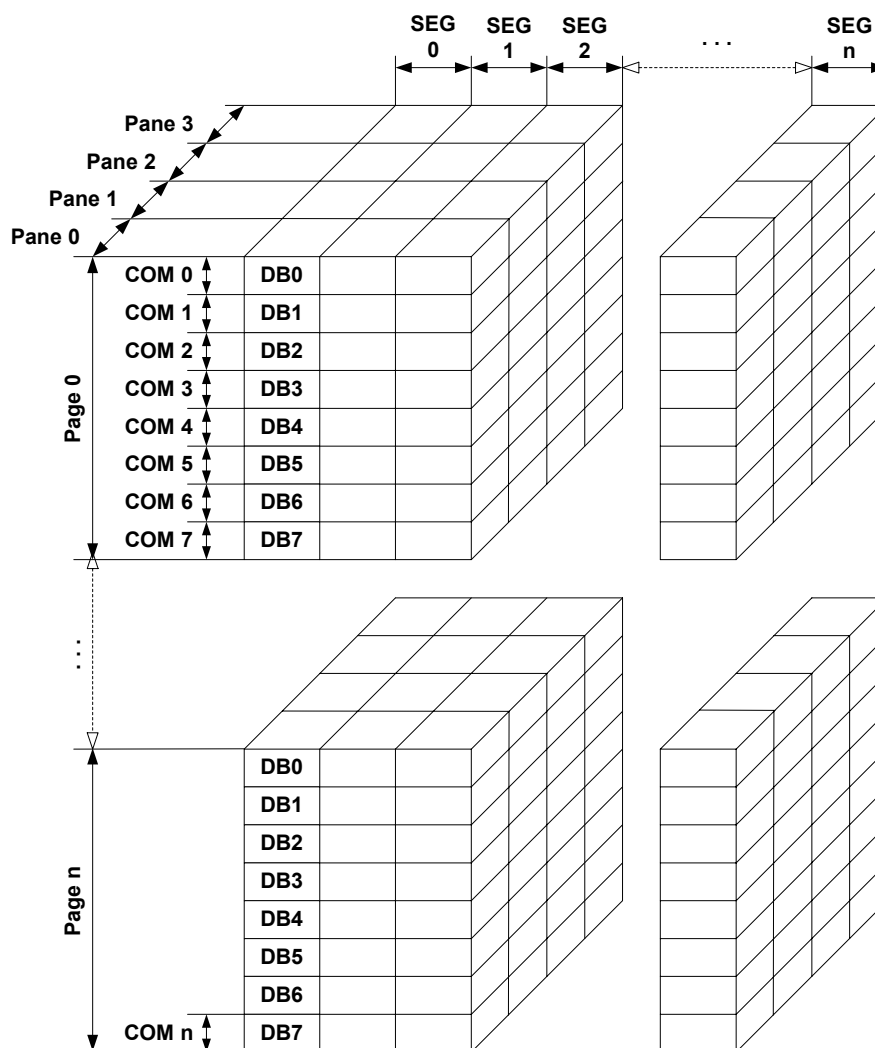 SEG 0
SEG 1
SEG 2
. . .
SEG n
Pane 3
Pane 2
Pane 1
Pane 0
Page 0
COM 0 DB0
COM 1 DB1
COM 2 DB2
COM 3 DB3
COM 4 DB4
COM 5 DB5
COM 6 DB6
COM 7 DB7
. . .
Page n
DB0
DB1
DB2
DB3
DB4
DB5
DB6
COM n DB7